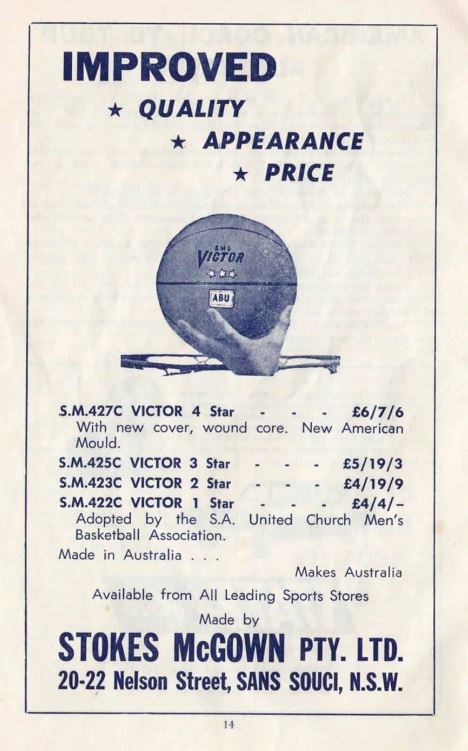 IMPROVED
★ QUALITY
★ APPEARANCE
★ PRICE
VICTOR
ABU
S.M.427C VICTOR 4 Star - - - £6/7/6
With new cover, wound core. New American
Mould.
S.M.425C VICTOR 3 Star - - - £5/19/3
S.M.423C VICTOR 2 Star - - - £4/19/9
S.M.422C VICTOR 1 Star - - - £4/4/–
Adopted by the S.A. United Church Men's
Basketball Association.
Made in Australia . . .
Makes Australia
Available from All Leading Sports Stores
Made by
STOKES McGOWN PTY. LTD.
20-22 Nelson Street, SANS SOUCI, N.S.W.
14